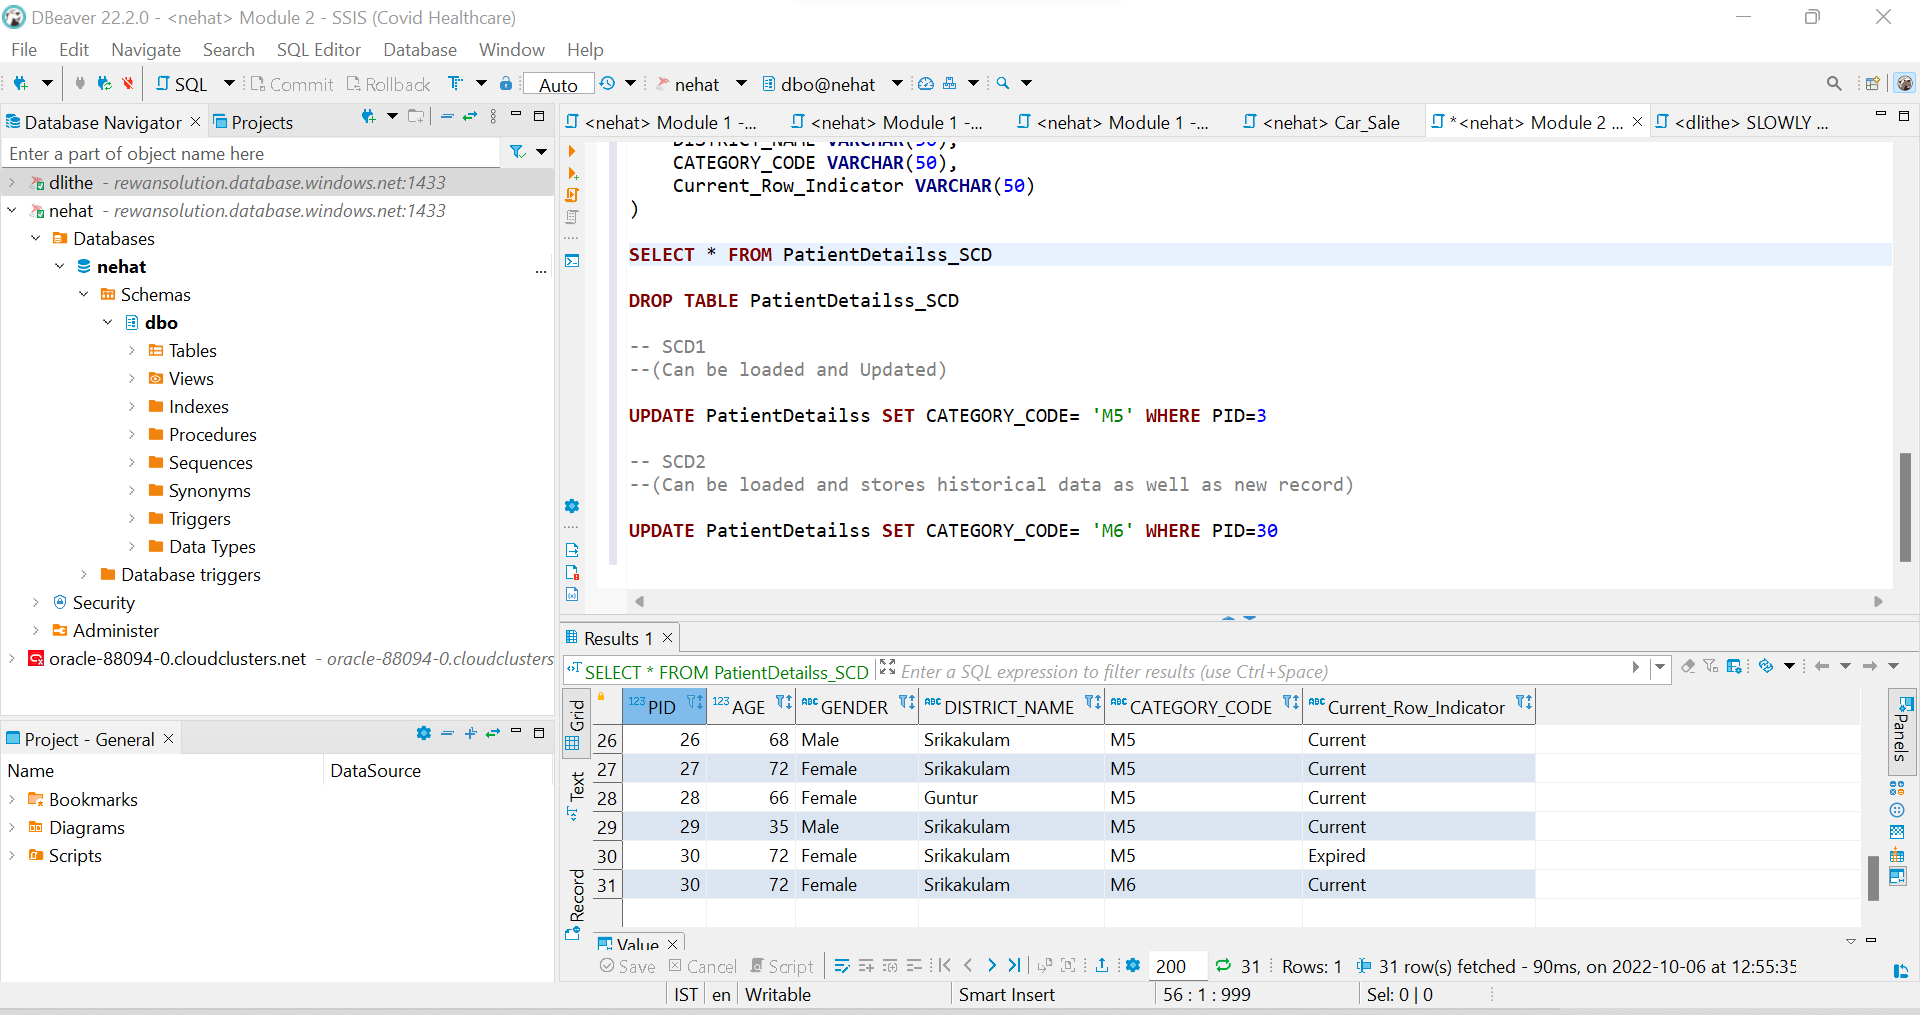 DBeaver 22.2.0 - <nehat> Module 2 - SSIS (Covid Healthcare)
File Edit Navigate Search SQL Editor Database Window Help
SQL Commit Rollback Auto nehat dbo@nehat
Database Navigator Projects
Enter a part of object name here
dlithe - rewansolution.database.windows.net:1433
nehat - rewansolution.database.windows.net:1433
Databases
nehat ...
Schemas
dbo
Tables
Views
Indexes
Procedures
Sequences
Synonyms
Triggers
Data Types
Database triggers
Security
Administer
oracle-88094-0.cloudclusters.net - oracle-88094-0.cloudclusters
Project - General
Name DataSource
Bookmarks
Diagrams
Scripts
<nehat> Module 1 -... <nehat> Module 1 -... <nehat> Module 1 -... <nehat> Car_Sale *<nehat> Module 2 ... <dlithe> SLOWLY ...
DISTRICT_NAME VARCHAR(50),
CATEGORY_CODE VARCHAR(50),
Current_Row_Indicator VARCHAR(50)
)
SELECT * FROM PatientDetailss_SCD
DROP TABLE PatientDetailss_SCD
-- SCD1
--(Can be loaded and Updated)
UPDATE PatientDetailss SET CATEGORY_CODE= 'M5' WHERE PID=3
-- SCD2
--(Can be loaded and stores historical data as well as new record)
UPDATE PatientDetailss SET CATEGORY_CODE= 'M6' WHERE PID=30
Results 1
SELECT * FROM PatientDetailss_SCD Enter a SQL expression to filter results (use Ctrl+Space)
Grid
Text
Record
123 PID 123 AGE ABC GENDER ABC DISTRICT_NAME ABC CATEGORY_CODE ABC Current_Row_Indicator
26 26 68 Male Srikakulam M5 Current
27 27 72 Female Srikakulam M5 Current
28 28 66 Female Guntur M5 Current
29 29 35 Male Srikakulam M5 Current
30 30 72 Female Srikakulam M5 Expired
31 30 72 Female Srikakulam M6 Current
Panels
Value
Save Cancel Script 200 31 Rows: 1 31 row(s) fetched - 90ms, on 2022-10-06 at 12:55:35
IST en Writable Smart Insert 56 : 1 : 999 Sel: 0 | 0